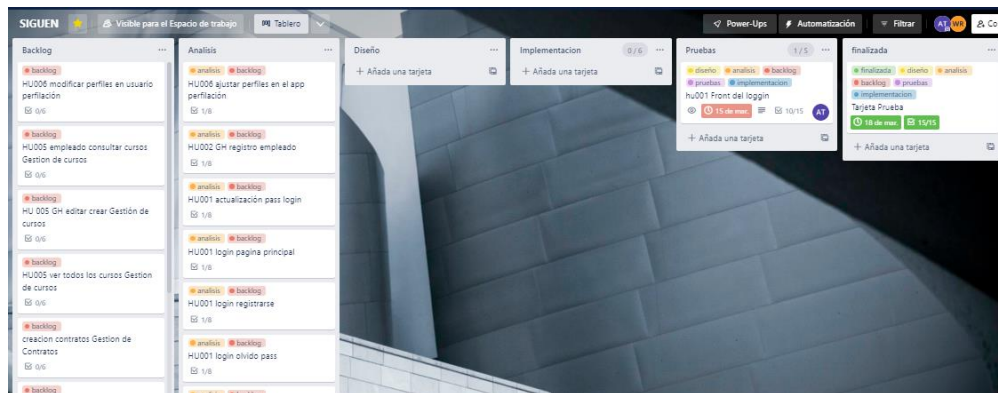 SIGUEN
Visible para el Espacio de trabajo
Tablero
Power-Ups
Automatización
Filtrar
AT
WR
Co
Backlog
backlog
HU006 modificar perfiles en usuario
perfilación
0/6
backlog
HU005 empleado consultar cursos
Gestion de cursos
0/6
backlog
HU 005 GH editar crear Gestión de
cursos
0/6
backlog
HU005 ver todos los cursos Gestion
de cursos
0/6
backlog
creacion contratos Gestion de
Contratos
0/6
backlog
Analisis
analisis backlog
HU006 ajustar perfiles en el app
perfilación
1/8
analisis backlog
HU002 GH registro empleado
1/8
analisis backlog
HU001 actualización pass login
1/8
analisis backlog
HU001 login pagina principal
1/8
analisis backlog
HU001 login registrarse
1/8
analisis backlog
HU001 login olvido pass
1/8
analisis backlog
Diseño
+ Añada una tarjeta
Implementacion 0/6
+ Añada una tarjeta
Pruebas 1/5
diseño analisis backlog
pruebas implementacion
hu001 Front del loggin
15 de mar. 10/15 AT
+ Añada una tarjeta
finalizada
finalizada diseño analisis
backlog pruebas
implementacion
Tarjeta Prueba
18 de mar. 15/15
+ Añada una tarjeta